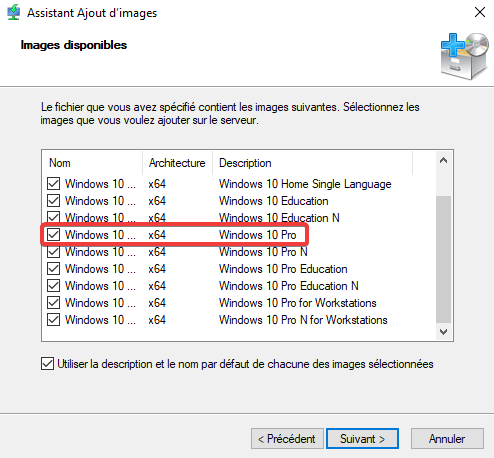 Assistant Ajout d'images
Images disponibles
Le fichier que vous avez spécifié contient les images suivantes. Sélectionnez les
images que vous voulez ajouter sur le serveur.
Nom Architecture Description
Windows 10 ... x64 Windows 10 Home Single Language
Windows 10 ... x64 Windows 10 Education
Windows 10 ... x64 Windows 10 Education N
Windows 10 ... x64 Windows 10 Pro
Windows 10 ... x64 Windows 10 Pro N
Windows 10 ... x64 Windows 10 Pro Education
Windows 10 ... x64 Windows 10 Pro Education N
Windows 10 ... x64 Windows 10 Pro for Workstations
Windows 10 ... x64 Windows 10 Pro N for Workstations
Utiliser la description et le nom par défaut de chacune des images sélectionnées
< Précédent Suivant > Annuler